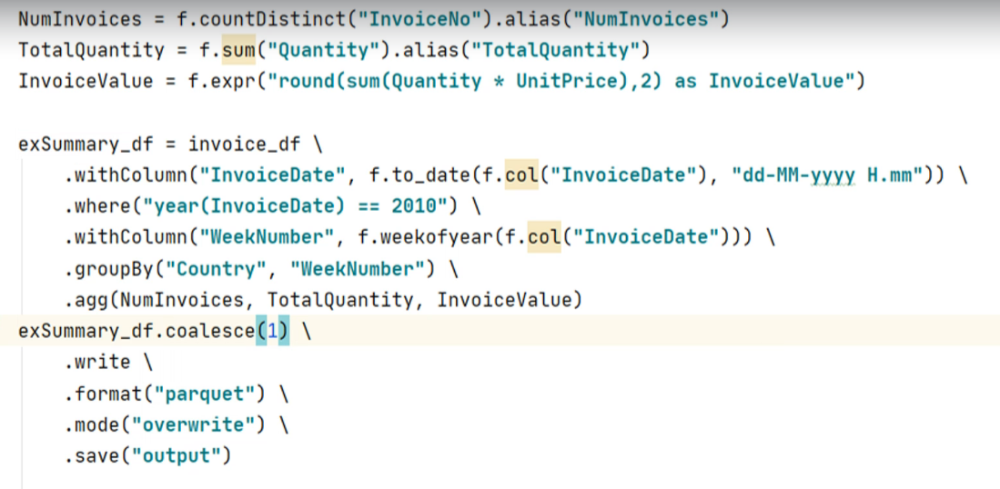 NumInvoices = f.countDistinct("InvoiceNo").alias("NumInvoices")
TotalQuantity = f.sum("Quantity").alias("TotalQuantity")
InvoiceValue = f.expr("round(sum(Quantity * UnitPrice),2) as InvoiceValue")
exSummary_df = invoice_df \
    .withColumn("InvoiceDate", f.to_date(f.col("InvoiceDate"), "dd-MM-yyyy H.mm")) \
    .where("year(InvoiceDate) == 2010") \
    .withColumn("WeekNumber", f.weekofyear(f.col("InvoiceDate"))) \
    .groupBy("Country", "WeekNumber") \
    .agg(NumInvoices, TotalQuantity, InvoiceValue)
exSummary_df.coalesce(1) \
    .write \
    .format("parquet") \
    .mode("overwrite") \
    .save("output")